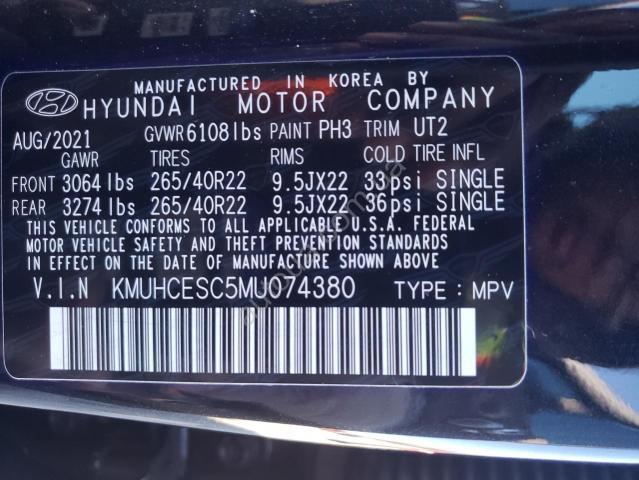 MANUFACTURED IN KOREA BY
HYUNDAI MOTOR COMPANY
AUG/2021 GVWR 6108lbs PAINT PH3 TRIM UT2
GAWR TIRES RIMS COLD TIRE INFL
FRONT 3064lbs 265/40R22 9.5JX22 33psi SINGLE
REAR 3274lbs 265/40R22 9.5JX22 36psi SINGLE
THIS VEHICLE CONFORMS TO ALL APPLICABLE U.S.A. FEDERAL
MOTOR VEHICLE SAFETY AND THEFT PREVENTION STANDARDS
IN EFFECT ON THE DATE OF MANUFACTURE SHOWN ABOVE
V.I.N KMUHCESC5MU074380 TYPE : MPV